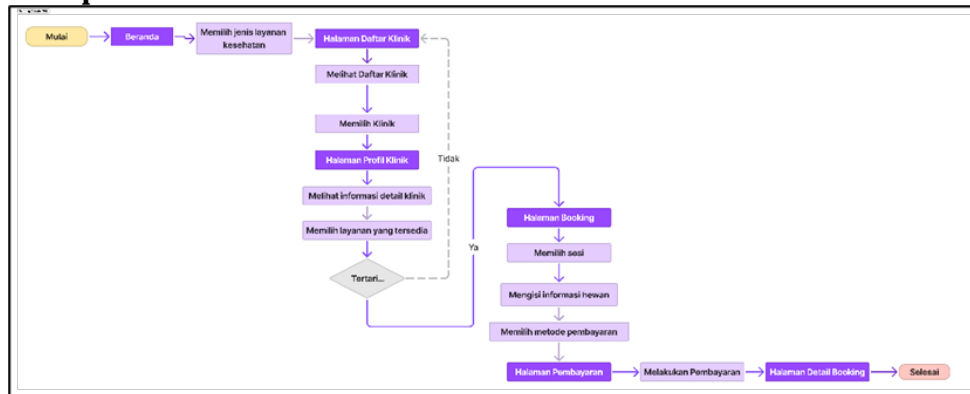 Mulai
Beranda
Memilih jenis layanan
kesehatan
Halaman Daftar Klinik
Melihat Daftar Klinik
Memilih Klinik
Halaman Profil Klinik
Tidak
Melihat informasi detail klinik
Memilih layanan yang tersedia
Tertari...
Ya
Halaman Booking
Memilih sesi
Mengisi informasi hewan
Memilih metode pembayaran
Halaman Pembayaran
Melakukan Pembayaran
Halaman Detail Booking
Selesai